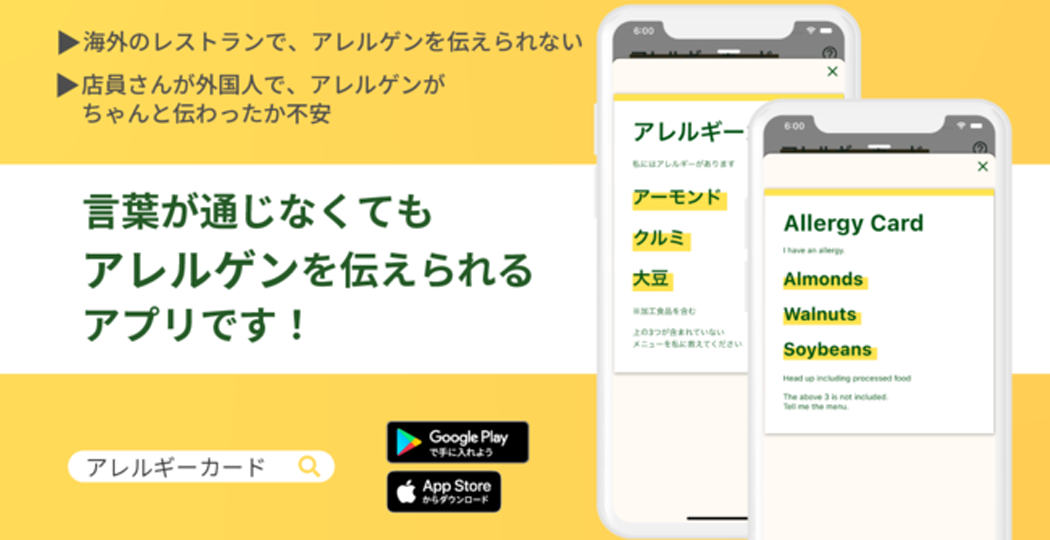 ▶海外のレストランで、アレルゲンを伝えられない
▶店員さんが外国人で、アレルゲンが
ちゃんと伝わったか不安
言葉が通じなくても
アレルゲンを伝えられる
アプリです！
アレルギーカード
Google Play
で手に入れよう
App Store
からダウンロード
6:00
アレルギー
私にはアレルギーがあります
アーモンド
クルミ
大豆
※加工食品を含む
上の3つが含まれていない
メニューを私に教えてください
6:00
Allergy Card
I have an allergy.
Almonds
Walnuts
Soybeans
Head up including processed food
The above 3 is not included.
Tell me the menu.